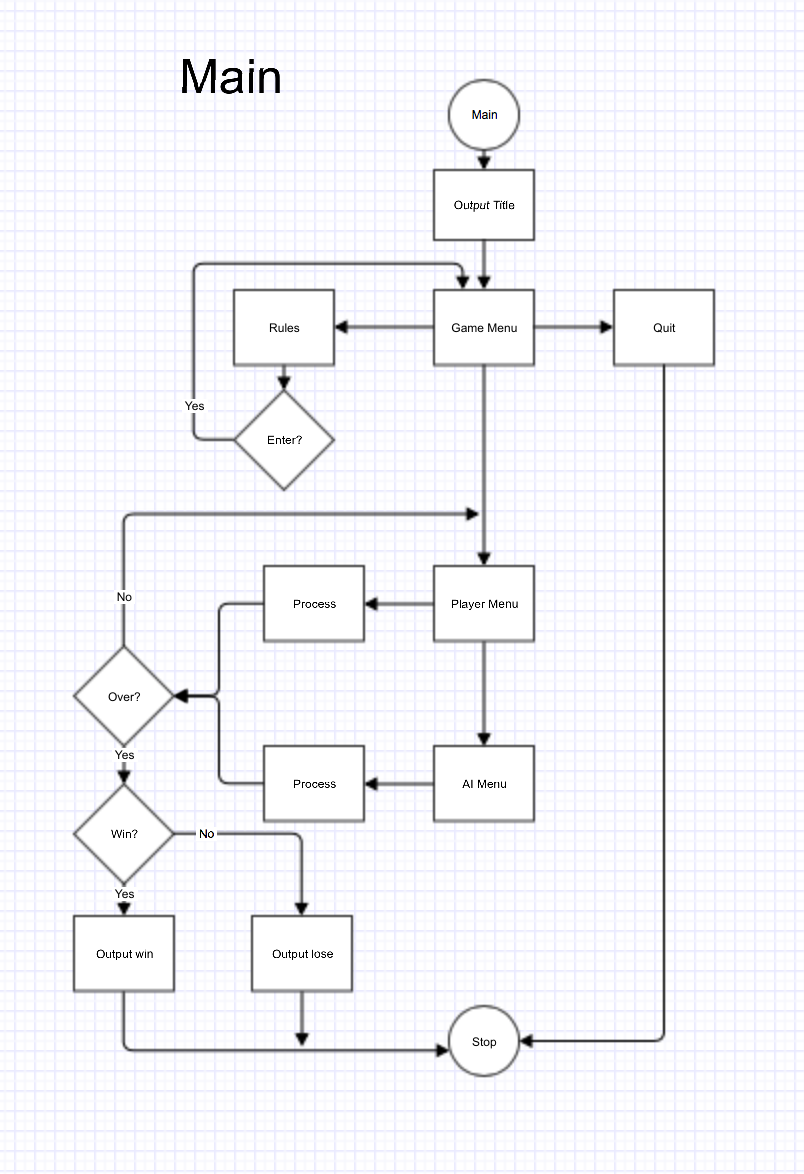 Main
Main
Output Title
Rules
Game Menu
Quit
Yes
Enter?
No
Process
Player Menu
Over?
Yes
Process
AI Menu
Win?
No
Yes
Output win
Output lose
Stop